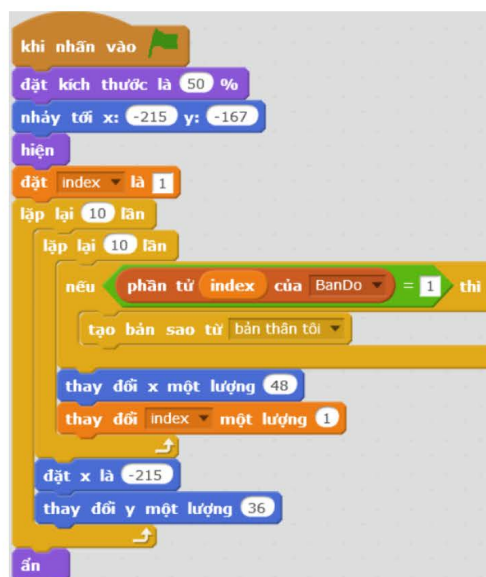 khi nhấn vào
đặt kích thước là 50 %
nhảy tới x: -215 y: -167
hiện
đặt index là 1
lặp lại 10 lần
lặp lại 10 lần
nếu phần tử index của BanDo = 1 thì
tạo bản sao từ bản thân tôi
thay đổi x một lượng 48
thay đổi index một lượng 1
đặt x là -215
thay đổi y một lượng 36
ẩn